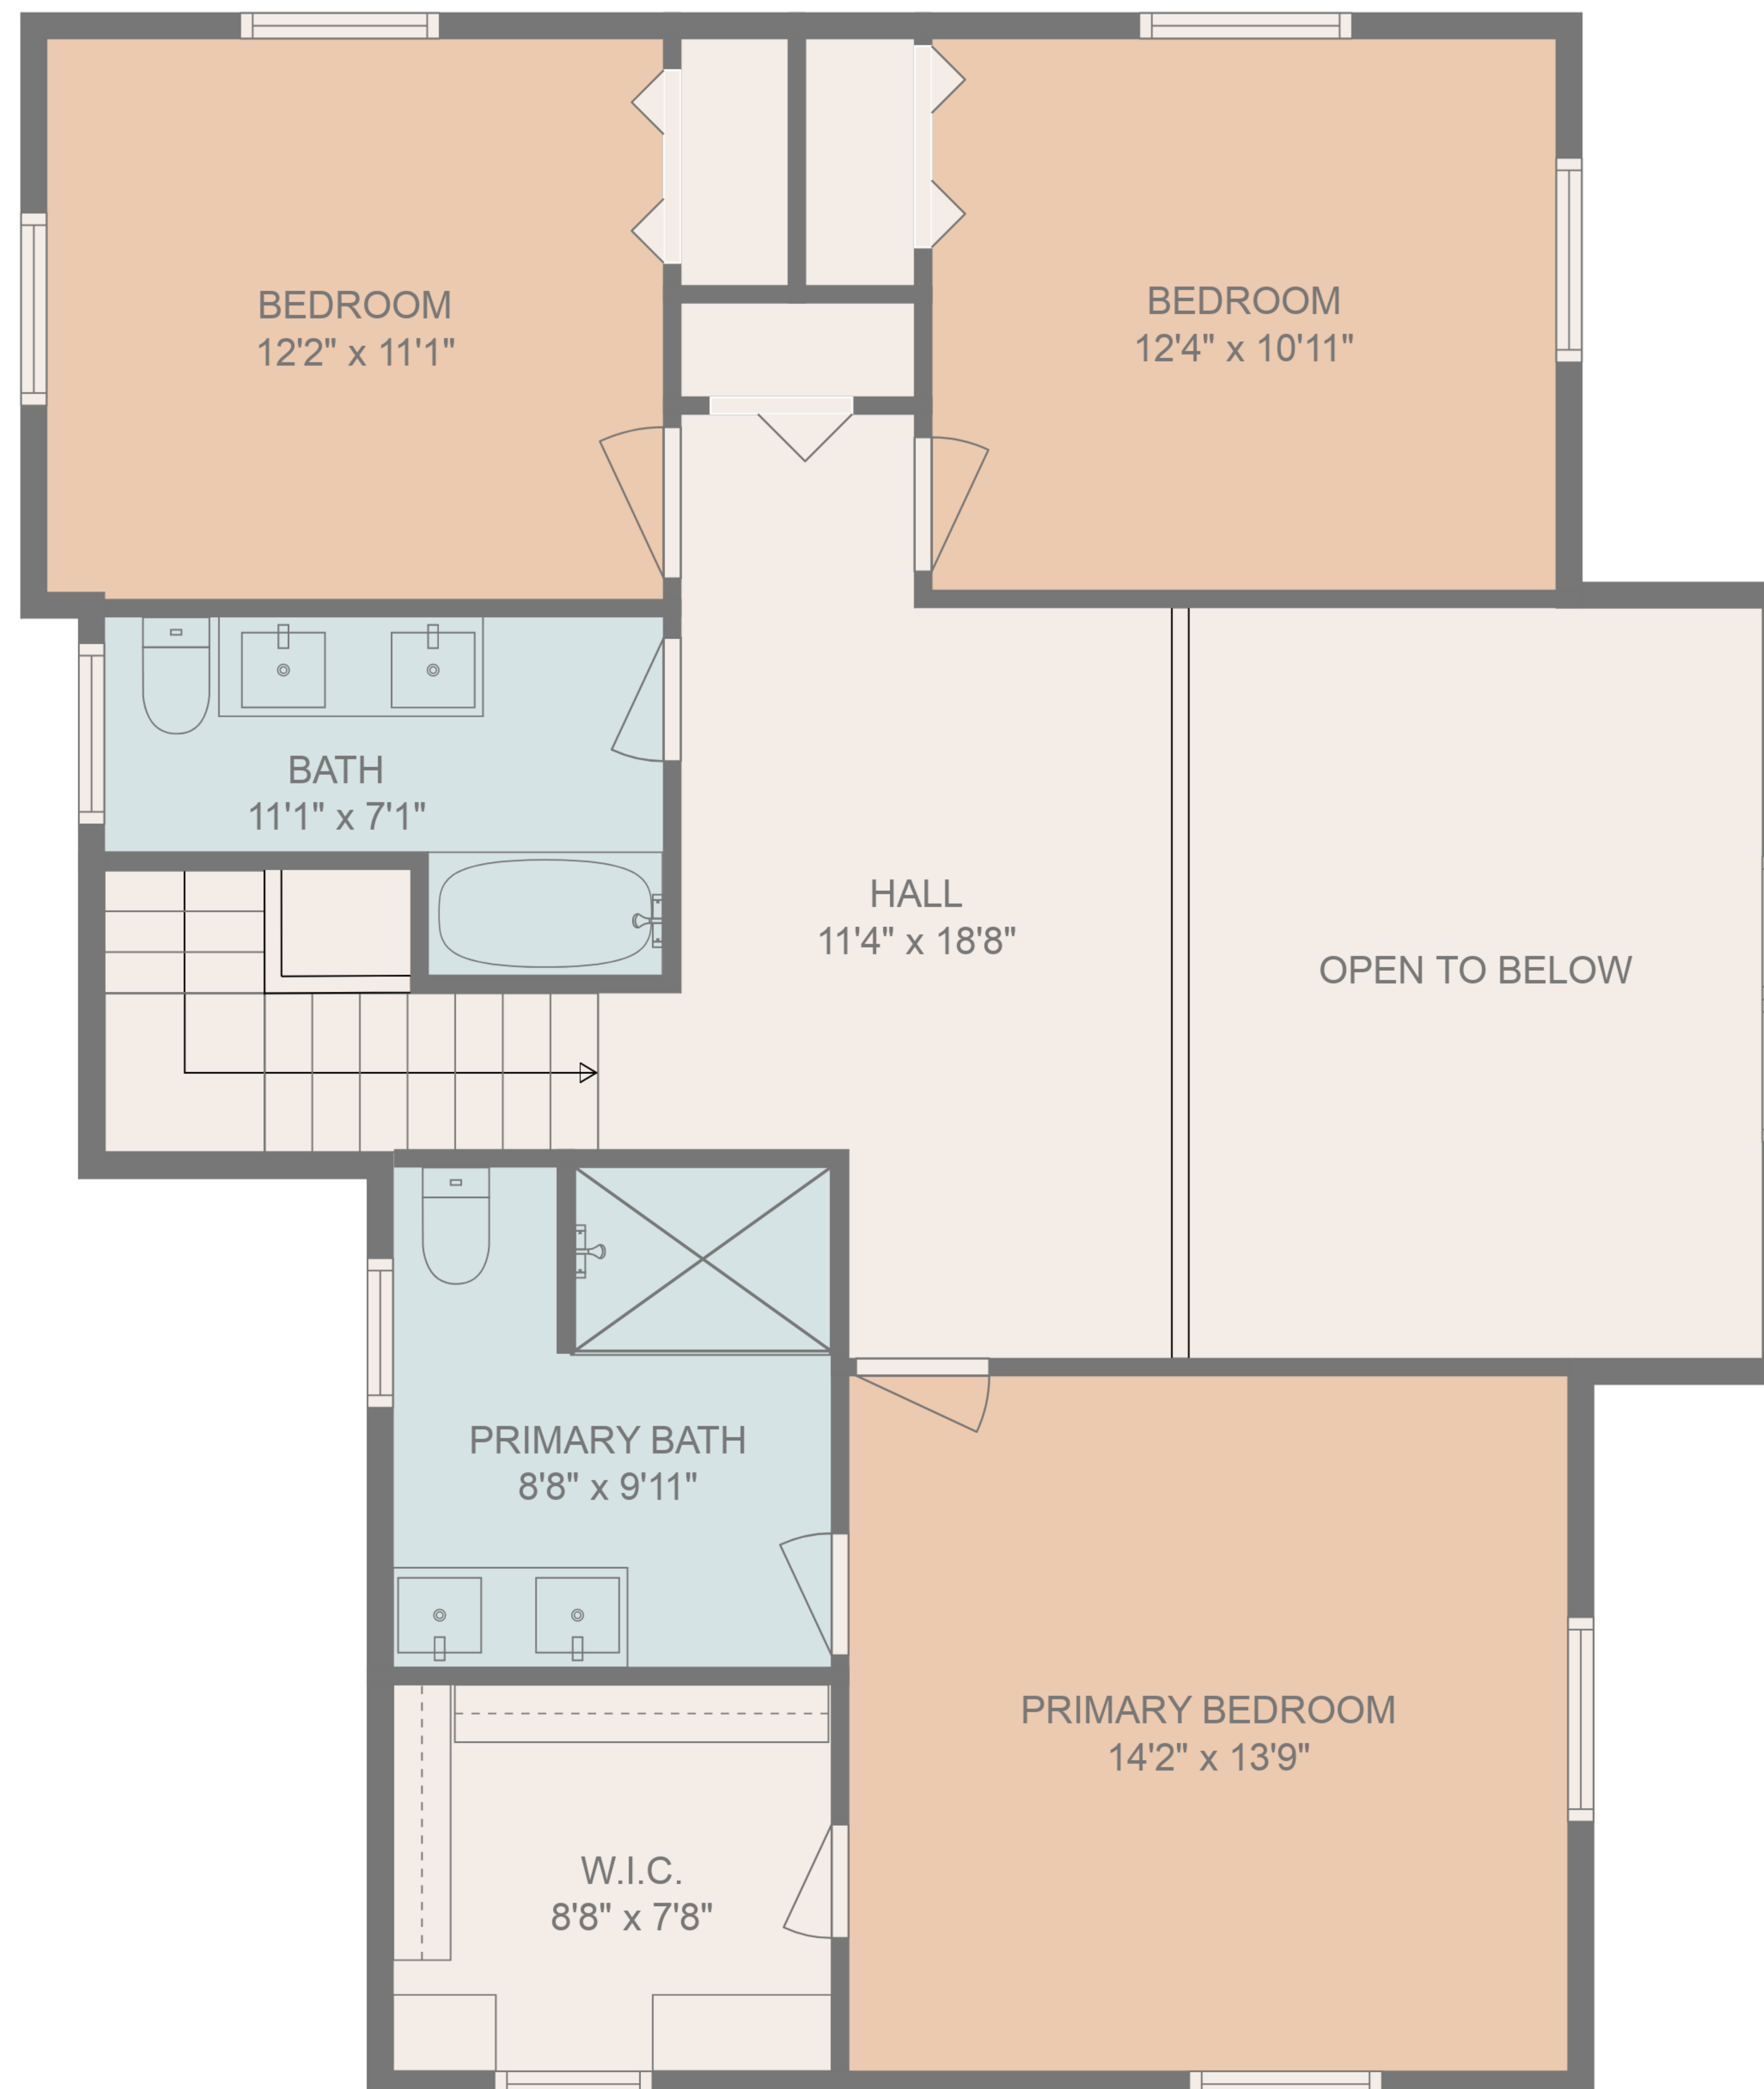 BEDROOM
12'2" x 11'1"
BEDROOM
12'4" x 10'11"
BATH
11'1" x 7'1"
HALL
11'4" x 18'8"
OPEN TO BELOW
PRIMARY BATH
8'8" x 9'11"
PRIMARY BEDROOM
14'2" x 13'9"
W.I.C.
8'8" x 7'8"